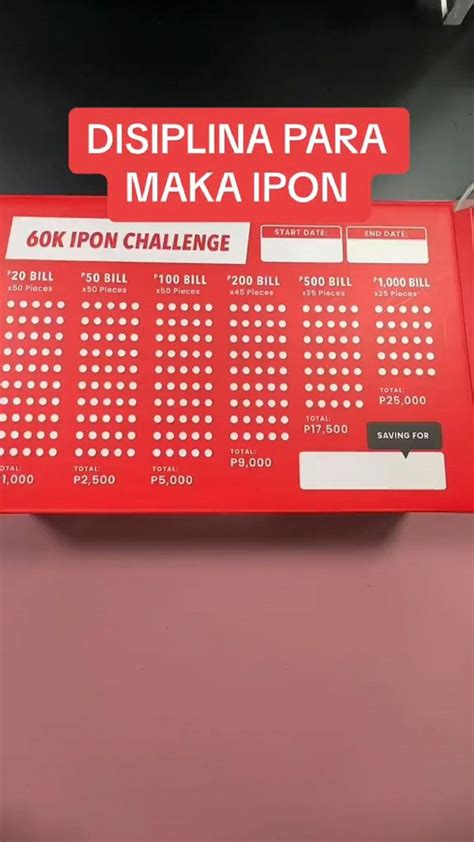 DISIPLINA PARA
MAKA IPON
60K IPON CHALLENGE
START DATE:
END DATE:
₱20 BILL
x50 Pieces
₱50 BILL
x50 Pieces
₱100 BILL
x50 Pieces
₱200 BILL
x45 Pieces
₱500 BILL
x35 Pieces
₱1,000 BILL
x25 Pieces
TOTAL:
₱25,000
TOTAL:
₱17,500
SAVING FOR
TOTAL:
₱9,000
OTAL:
1,000
TOTAL:
₱2,500
TOTAL:
₱5,000